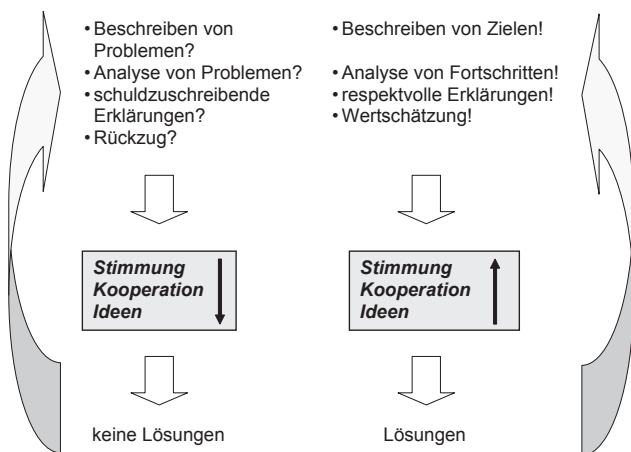 • Beschreiben von
Problemen?
• Analyse von Problemen?
• schuldzuschreibende
Erklärungen?
• Rückzug?
Stimmung
Kooperation
Ideen
keine Lösungen
• Beschreiben von Zielen!
• Analyse von Fortschritten!
• respektvolle Erklärungen!
• Wertschätzung!
Stimmung
Kooperation
Ideen
Lösungen